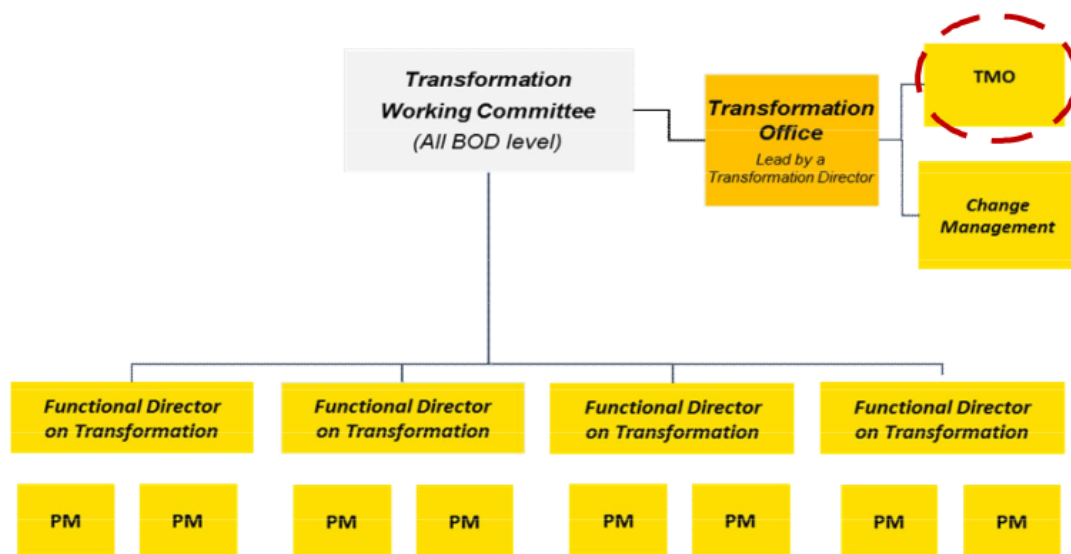 Transformation
Working Committee
(All BOD level)
Transformation
Office
Lead by a
Transformation Director
TMO
Change
Management
Functional Director
on Transformation
Functional Director
on Transformation
Functional Director
on Transformation
Functional Director
on Transformation
PM
PM
PM
PM
PM
PM
PM
PM